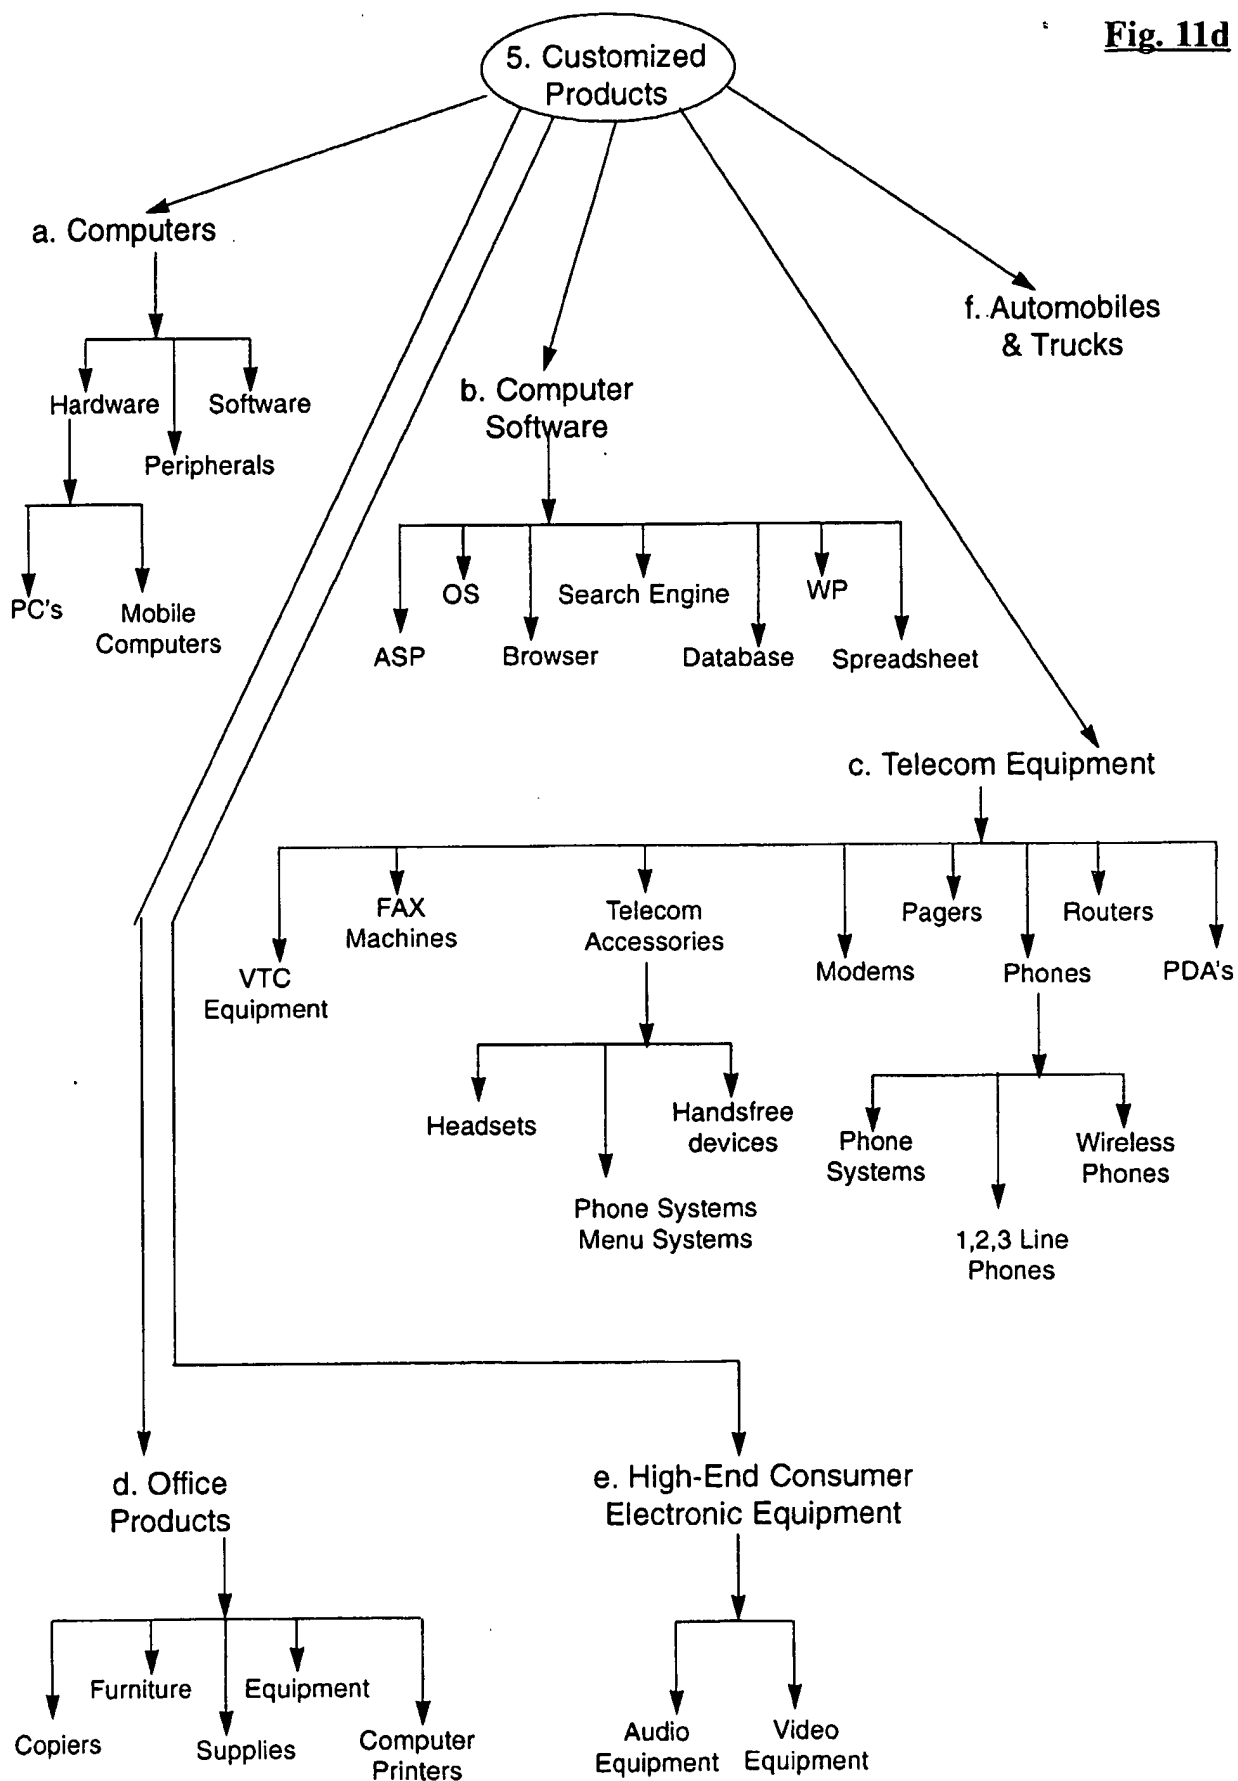 Fig. 11d
5. Customized
Products
a. Computers
f. Automobiles
& Trucks
b. Computer
Software
Hardware
Software
Peripherals
PC's
Mobile
Computers
OS
Search Engine
WP
ASP
Browser
Database
Spreadsheet
c. Telecom Equipment
FAX
Machines
Telecom
Accessories
Pagers
Routers
VTC
Equipment
Modems
Phones
PDA's
Headsets
Handsfree
devices
Phone Systems
Menu Systems
Phone
Systems
Wireless
Phones
1,2,3 Line
Phones
d. Office
Products
e. High-End Consumer
Electronic Equipment
Furniture
Equipment
Copiers
Supplies
Computer
Printers
Audio
Equipment
Video
Equipment